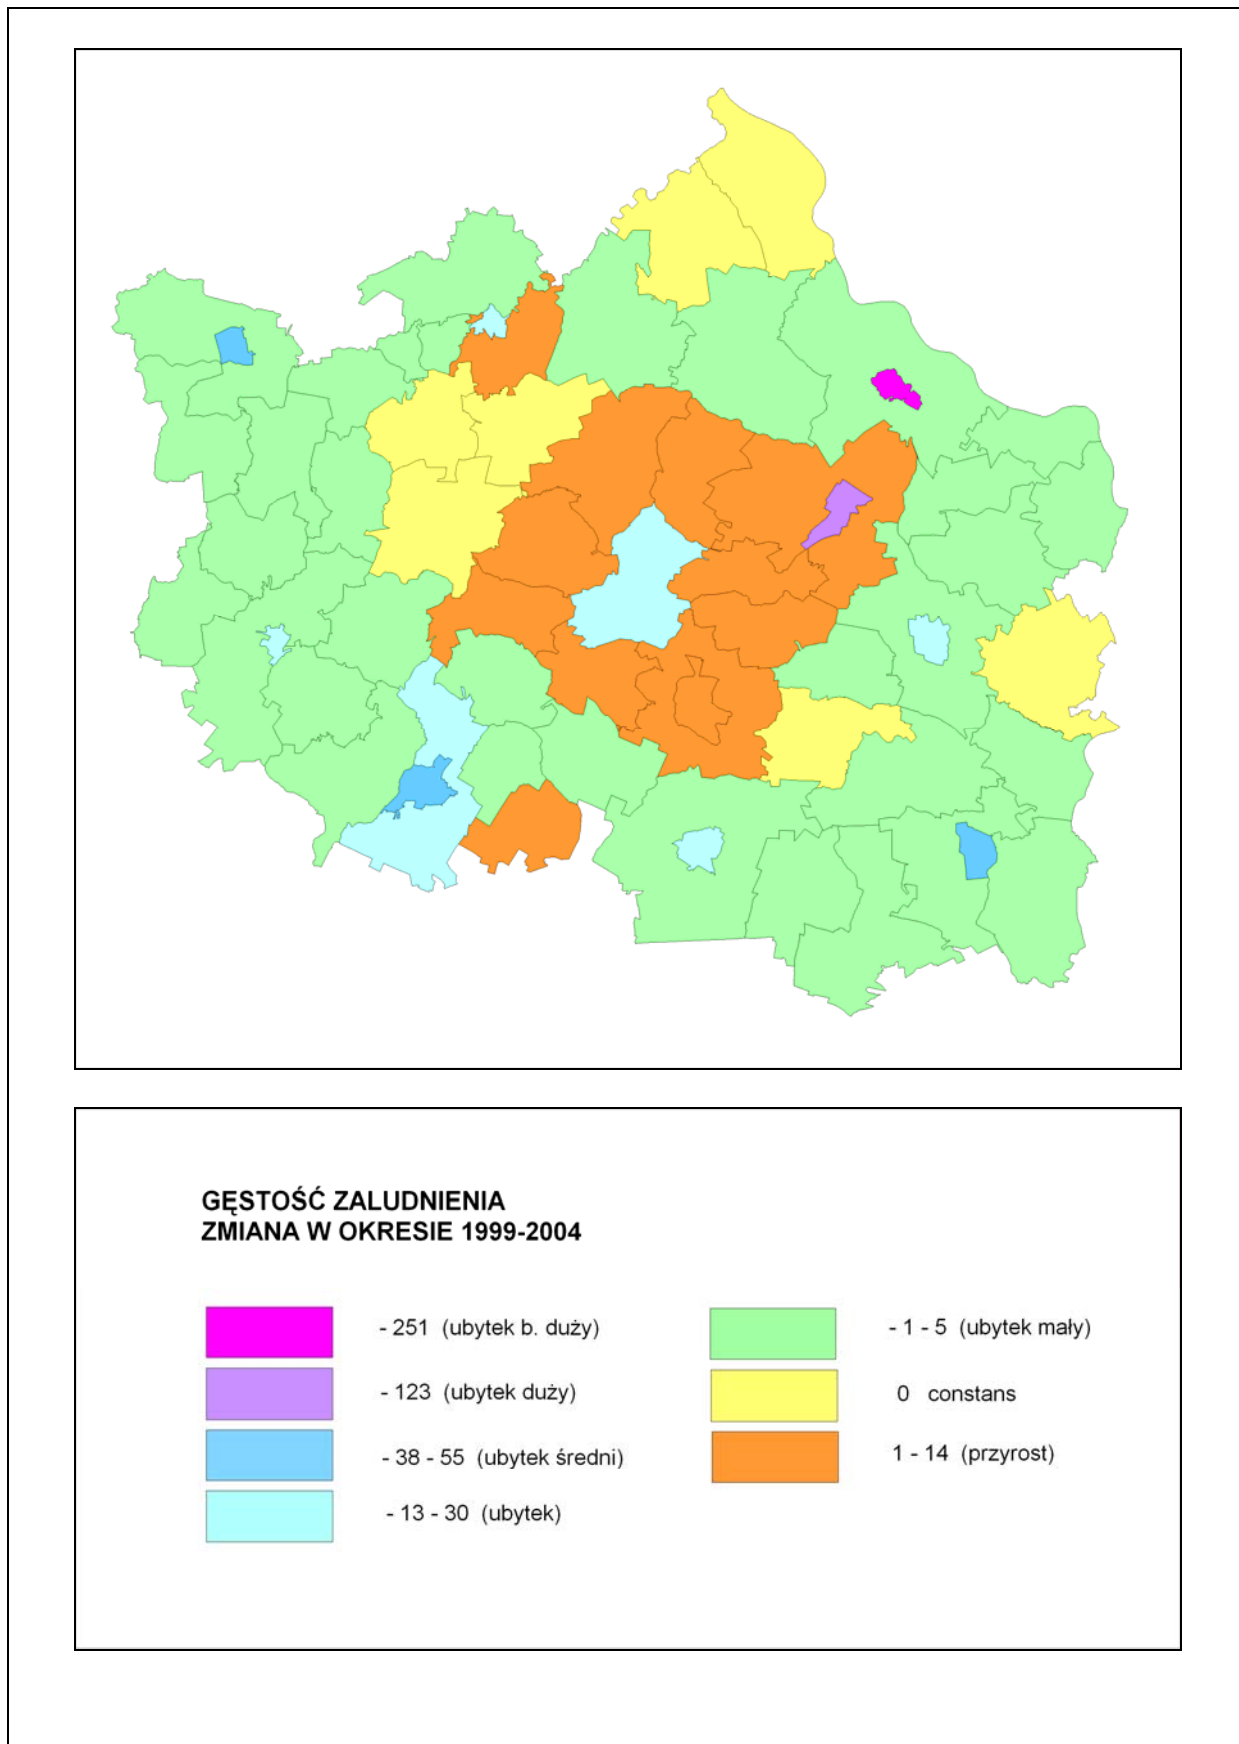 GĘSTOŚĆ ZALUDNIENIA
ZMIANA W OKRESIE 1999-2004
- 251 (ubytek b. duży)
- 123 (ubytek duży)
- 38 - 55 (ubytek średni)
- 13 - 30 (ubytek)
- 1 - 5 (ubytek mały)
0 constans
1 - 14 (przyrost)